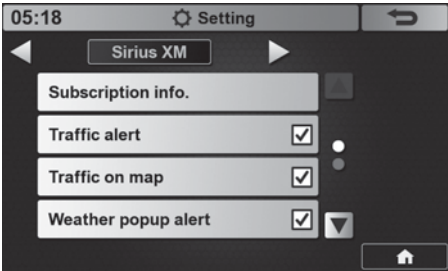 05:18 Setting
Sirius XM
Subscription info.
Traffic alert
Traffic on map
Weather popup alert